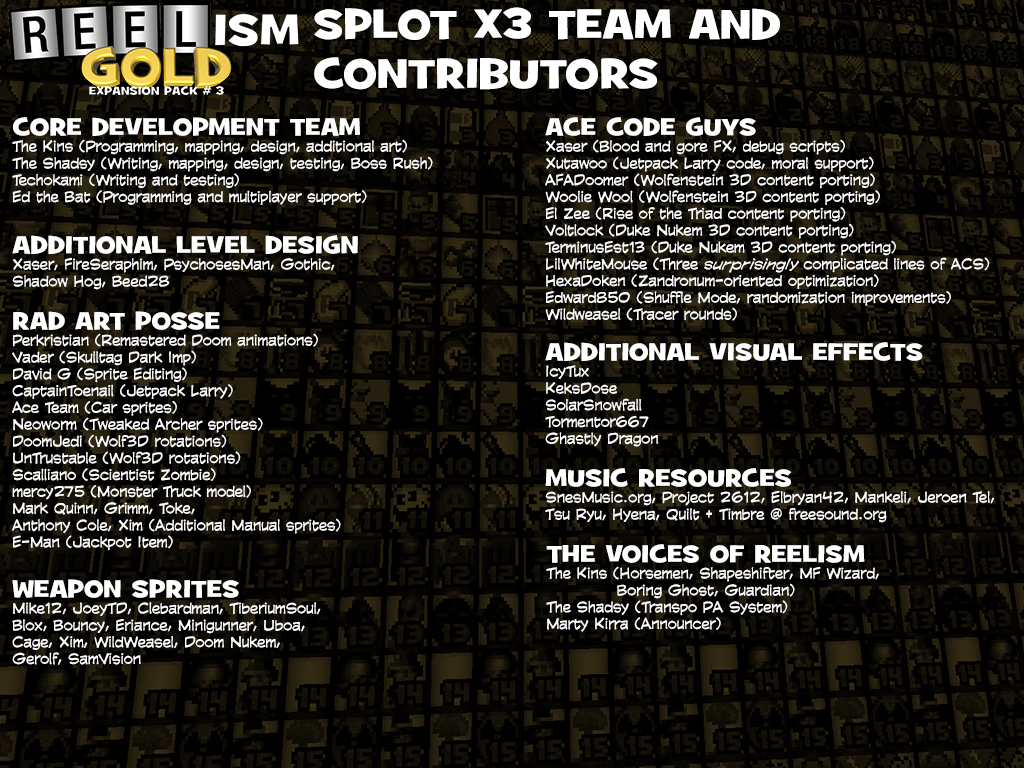 REELISM SPLOT X3 TEAM AND
GOLD CONTRIBUTORS
EXPANSION PACK # 3
CORE DEVELOPMENT TEAM
The Kins (Programming, mapping, design, additional art)
The Shadsy (Writing, mapping, design, testing, Boss Rush)
Techokami (Writing and testing)
Ed the Bat (Programming and multiplayer support)
ADDITIONAL LEVEL DESIGN
Xaser, FireSeraphim, PsychosesMan, Gothic,
Shadow Hog, Beed28
RAD ART POSSE
Perkristian (Remastered Doom animations)
Vader (Skulltag Dark Imp)
David G (Sprite Editing)
CaptainToenail (Jetpack Larry)
Ace Team (Car sprites)
Neoworm (Tweaked Archer sprites)
DoomJedi (Wolf3D rotations)
UnTrustable (Wolf3D rotations)
Scalliano (Scientist Zombie)
mercy275 (Monster Truck model)
Mark Quinn, Grimm, Toke,
Anthony Cole, Xim (Additional Manual sprites)
E-Man (Jackpot Item)
WEAPON SPRITES
Mike12, JoeyTD, Clebardman, TiberiumSoul,
Blox, Bouncy, Eriance, Minigunner, Uboa,
Cage, Xim, WildWeasel, Doom Nukem,
Gerolf, SamVision
ACE CODE GUYS
Xaser (Blood and gore FX, debug scripts)
Xutawoo (Jetpack Larry code, moral support)
AFADoomer (Wolfenstein 3D content porting)
Woolie Wool (Wolfenstein 3D content porting)
El Zee (Rise of the Triad content porting)
Voltlock (Duke Nukem 3D content porting)
TerminusEst13 (Duke Nukem 3D content porting)
LilWhiteMouse (Three surprisingly complicated lines of ACS)
HexaDoken (Zandronum-oriented optimization)
Edward850 (Shuffle Mode, randomization improvements)
Wildweasel (Tracer rounds)
ADDITIONAL VISUAL EFFECTS
IcyTux
KeksDose
SolarSnowfall
Tormentor667
Ghastly Dragon
MUSIC RESOURCES
SnesMusic.org, Project 2612, Elbryan42, Mankeli, Jeroen Tel,
Tsu Ryu, Hyena, Quilt + Timbre @ freesound.org
THE VOICES OF REELISM
The Kins (Horsemen, Shapeshifter, MF Wizard,
Boring Ghost, Guardian)
The Shadsy (Transpo PA System)
Marty Kirra (Announcer)